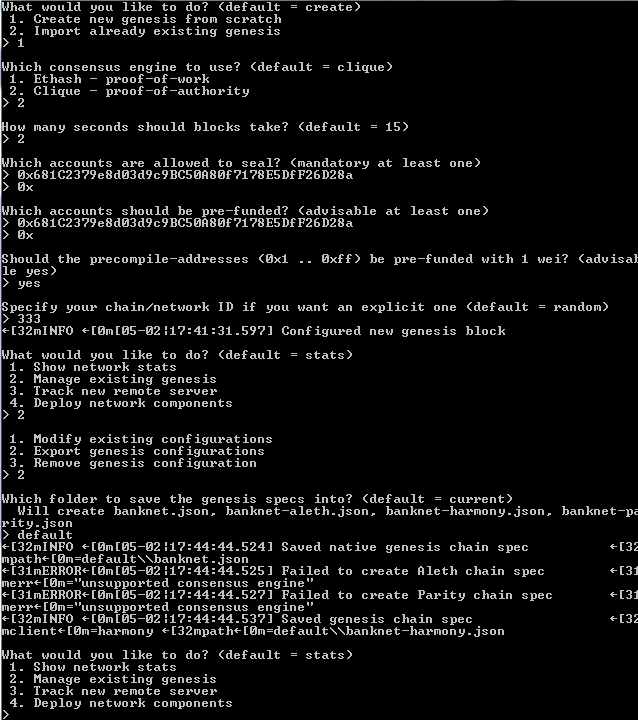 What would you like to do? (default = create)
1. Create new genesis from scratch
2. Import already existing genesis
> 1
Which consensus engine to use? (default = clique)
1. Ethash - proof-of-work
2. Clique - proof-of-authority
> 2
How many seconds should blocks take? (default = 15)
> 2
Which accounts are allowed to seal? (mandatory at least one)
> 0x681C2379e8d03d9c9BC50A80f7178E5DfF26D28a
> 0x
Which accounts should be pre-funded? (advisable at least one)
> 0x681C2379e8d03d9c9BC50A80f7178E5DfF26D28a
> 0x
Should the precompile-addresses (0x1 .. 0xff) be pre-funded with 1 wei? (advisab
le yes)
> yes
Specify your chain/network ID if you want an explicit one (default = random)
> 333
←[32mINFO ←[0m[05-02|17:41:31.597] Configured new genesis block
What would you like to do? (default = stats)
1. Show network stats
2. Manage existing genesis
3. Track new remote server
4. Deploy network components
> 2
1. Modify existing configurations
2. Export genesis configurations
3. Remove genesis configuration
> 2
Which folder to save the genesis specs into? (default = current)
Will create banknet.json, banknet-aleth.json, banknet-harmony.json, banknet-pa
rity.json
> default
←[32mINFO ←[0m[05-02|17:44:44.524] Saved native genesis chain spec ←[32
mpath←[0m=default\\banknet.json
←[31mERROR←[0m[05-02|17:44:44.525] Failed to create Aleth chain spec ←[31
merr←[0m="unsupported consensus engine"
←[31mERROR←[0m[05-02|17:44:44.527] Failed to create Parity chain spec ←[31
merr←[0m="unsupported consensus engine"
←[32mINFO ←[0m[05-02|17:44:44.537] Saved genesis chain spec ←[32
mclient←[0m=harmony ←[32mpath←[0m=default\\banknet-harmony.json
What would you like to do? (default = stats)
1. Show network stats
2. Manage existing genesis
3. Track new remote server
4. Deploy network components
>